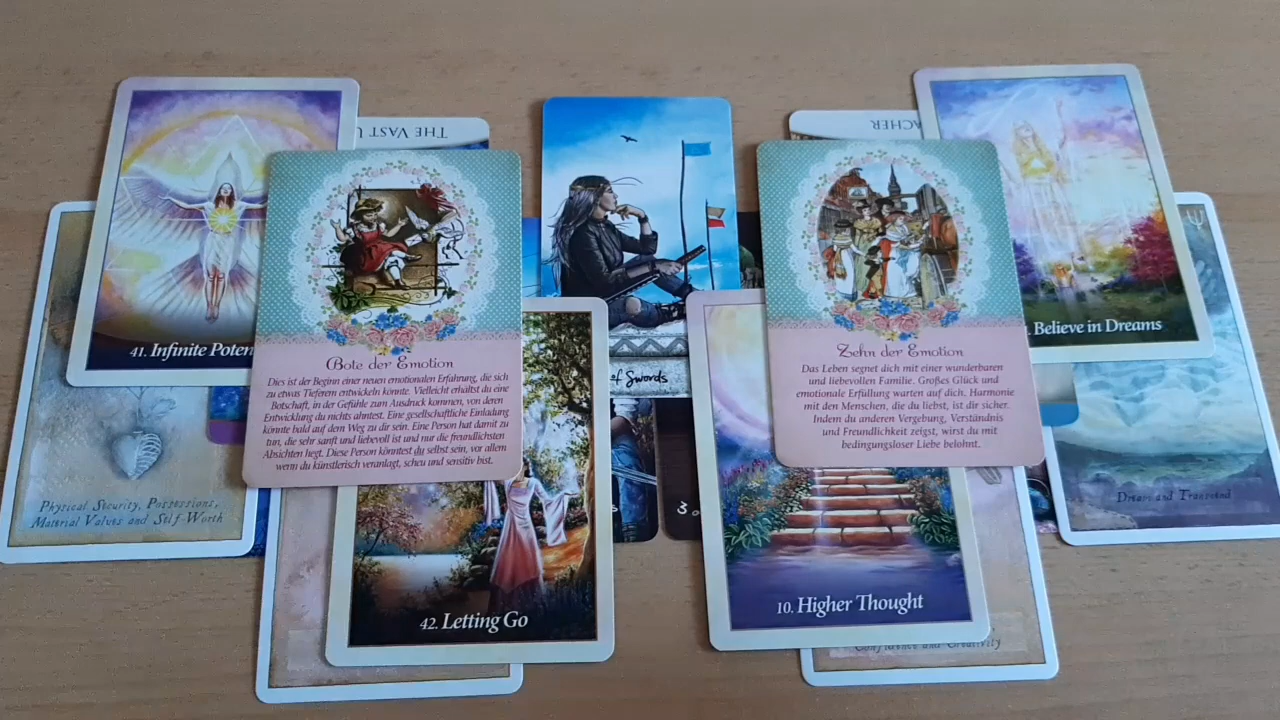 THE VAST
ACHER
41. Infinite Poten
Believe in Dreams
Bote der Emotion
Dies ist der Beginn einer neuen emotionalen Erfahrung, die sich
zu etwas Tieferem entwickeln könnte. Vielleicht erhältst du eine
Botschaft, in der Gefühle zum Ausdruck kommen, von deren
Entwicklung du nichts ahntest. Eine gesellschaftliche Einladung
könnte bald auf dem Weg zu dir sein. Eine Person hat damit zu
tun, die sehr sanft und liebevoll ist und nur die freundlichsten
Absichten hegt. Diese Person könntest du selbst sein, vor allem
wenn du künstlerisch veranlagt, scheu und sensitiv bist.
of Swords
Zehn der Emotion
Das Leben segnet dich mit einer wunderbaren
und liebevollen Familie. Großes Glück und
emotionale Erfüllung warten auf dich. Harmonie
mit den Menschen, die du liebst, ist dir sicher.
Indem du anderen Vergebung, Verständnis
und Freundlichkeit zeigst, wirst du mit
bedingungsloser Liebe belohnt.
Physical Security, Possessions,
Material Values and Self-Worth
Dream and Transcend
42. Letting Go
10. Higher Thought
Confidence and Creativity